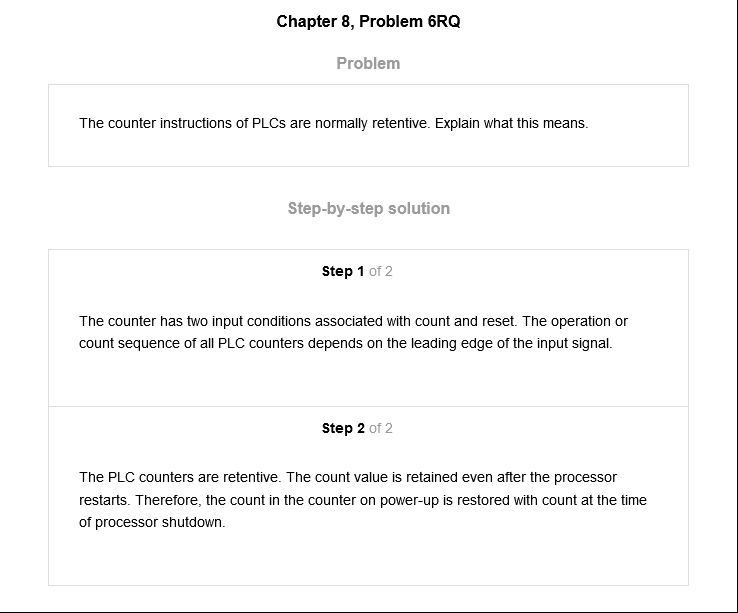 Chapter 8, Problem 6RQ
Problem
The counter instructions of PLCs are normally retentive. Explain what this means.
Step-by-step solution
Step 1 of 2
The counter has two input conditions associated with count and reset. The operation or
count sequence of all PLC counters depends on the leading edge of the input signal.
Step 2 of 2
The PLC counters are retentive. The count value is retained even after the processor
restarts. Therefore, the count in the counter on power-up is restored with count at the time
of processor shutdown.